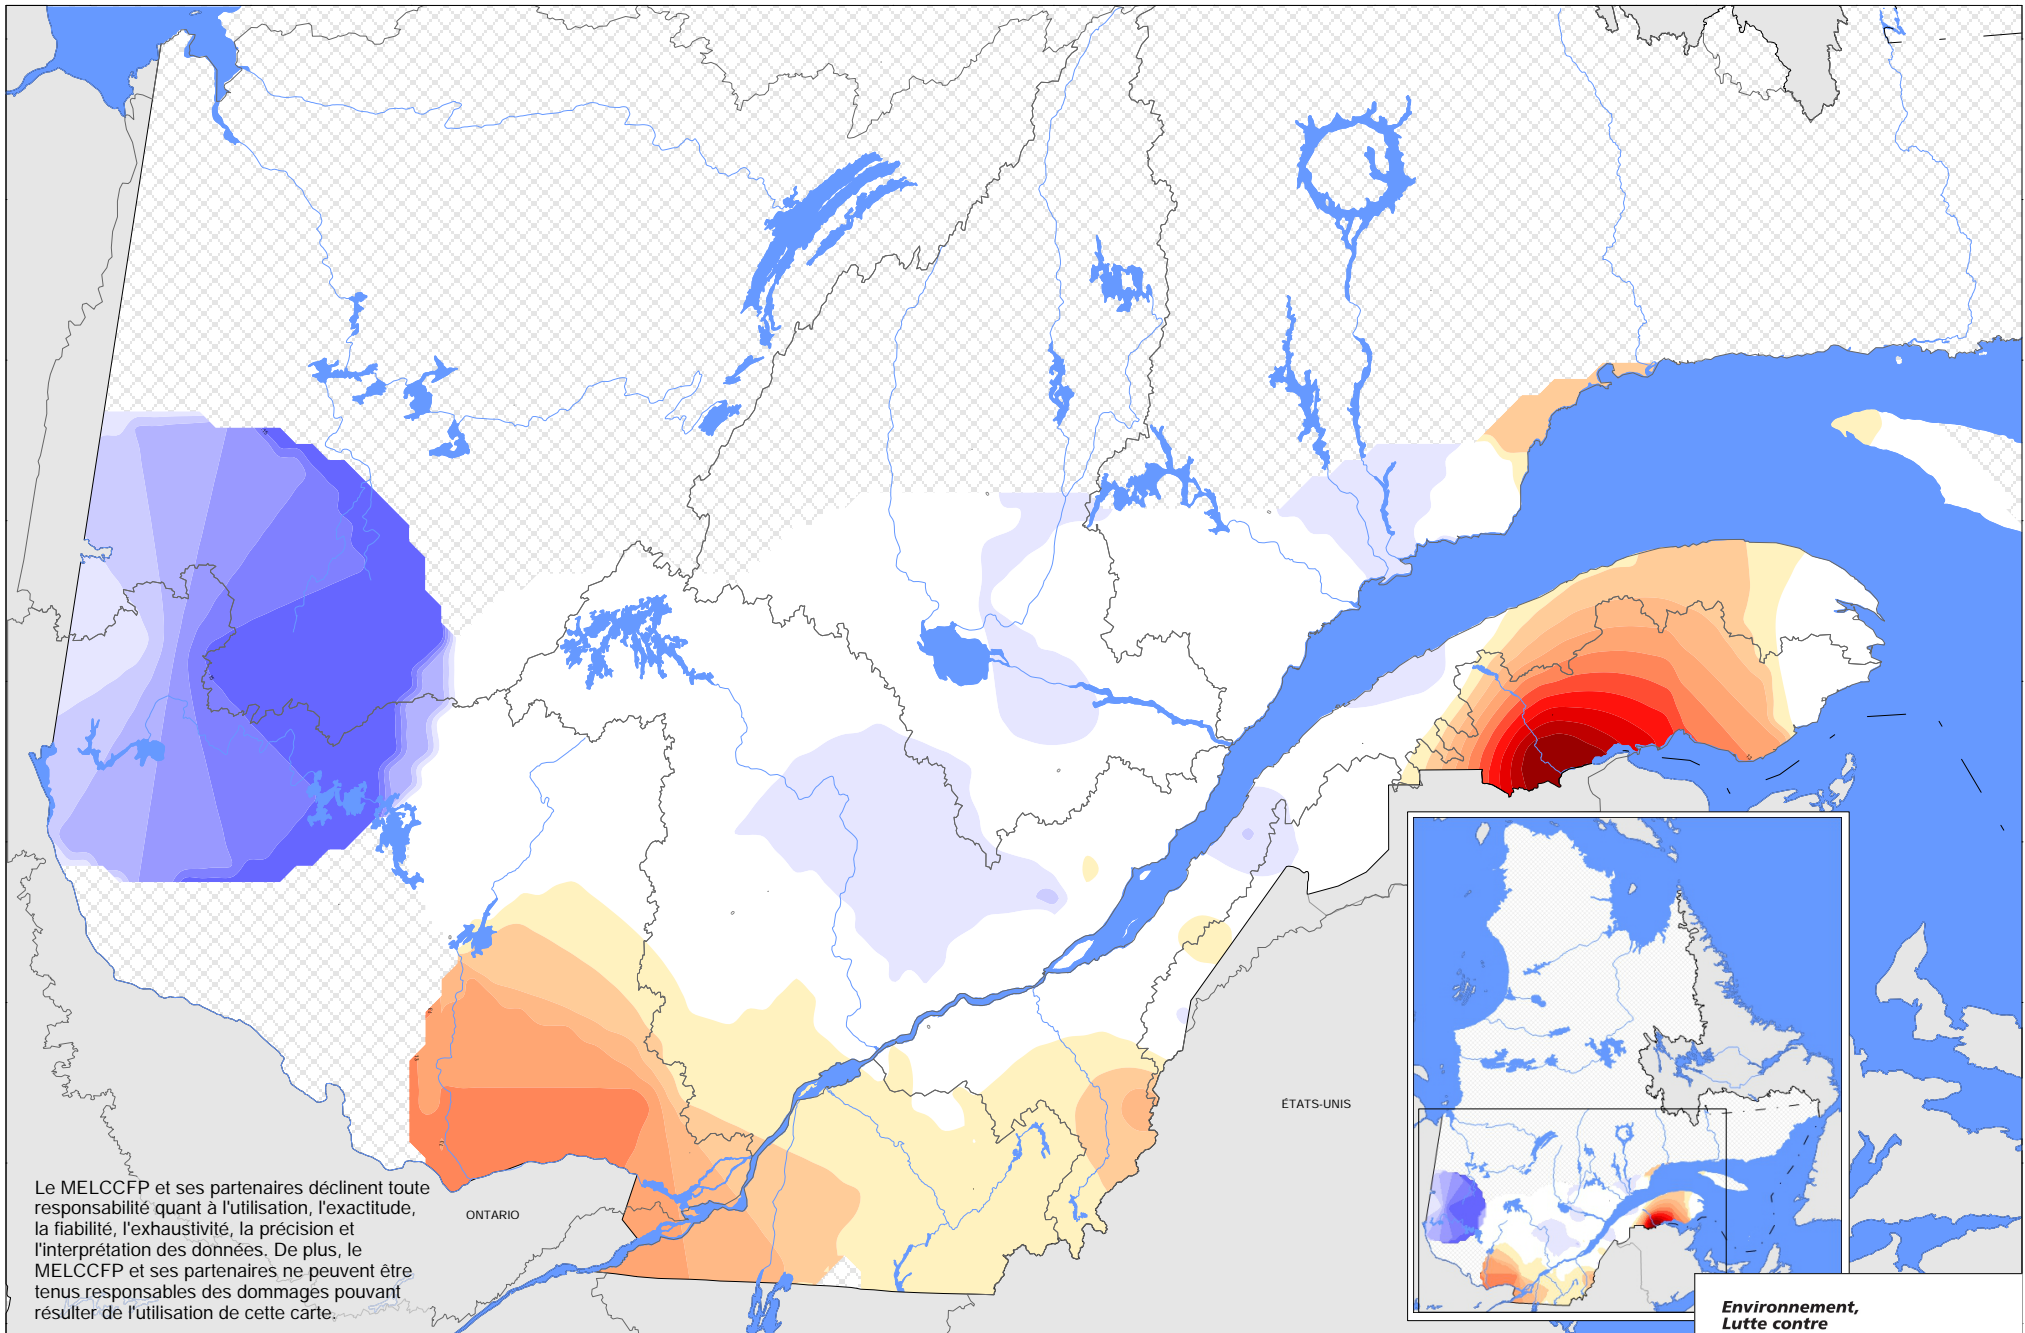 ÉTATS-UNIS
Le MELCCFP et ses partenaires déclinent toute
responsabilité quant à l'utilisation, l'exactitude,
la fiabilité, l'exhaustivité, la précision et
l'interprétation des données. De plus, le
MELCCFP et ses partenaires ne peuvent être
tenus responsables des dommages pouvant
résulter de l'utilisation de cette carte.
ONTARIO
Environnement,
Lutte contre